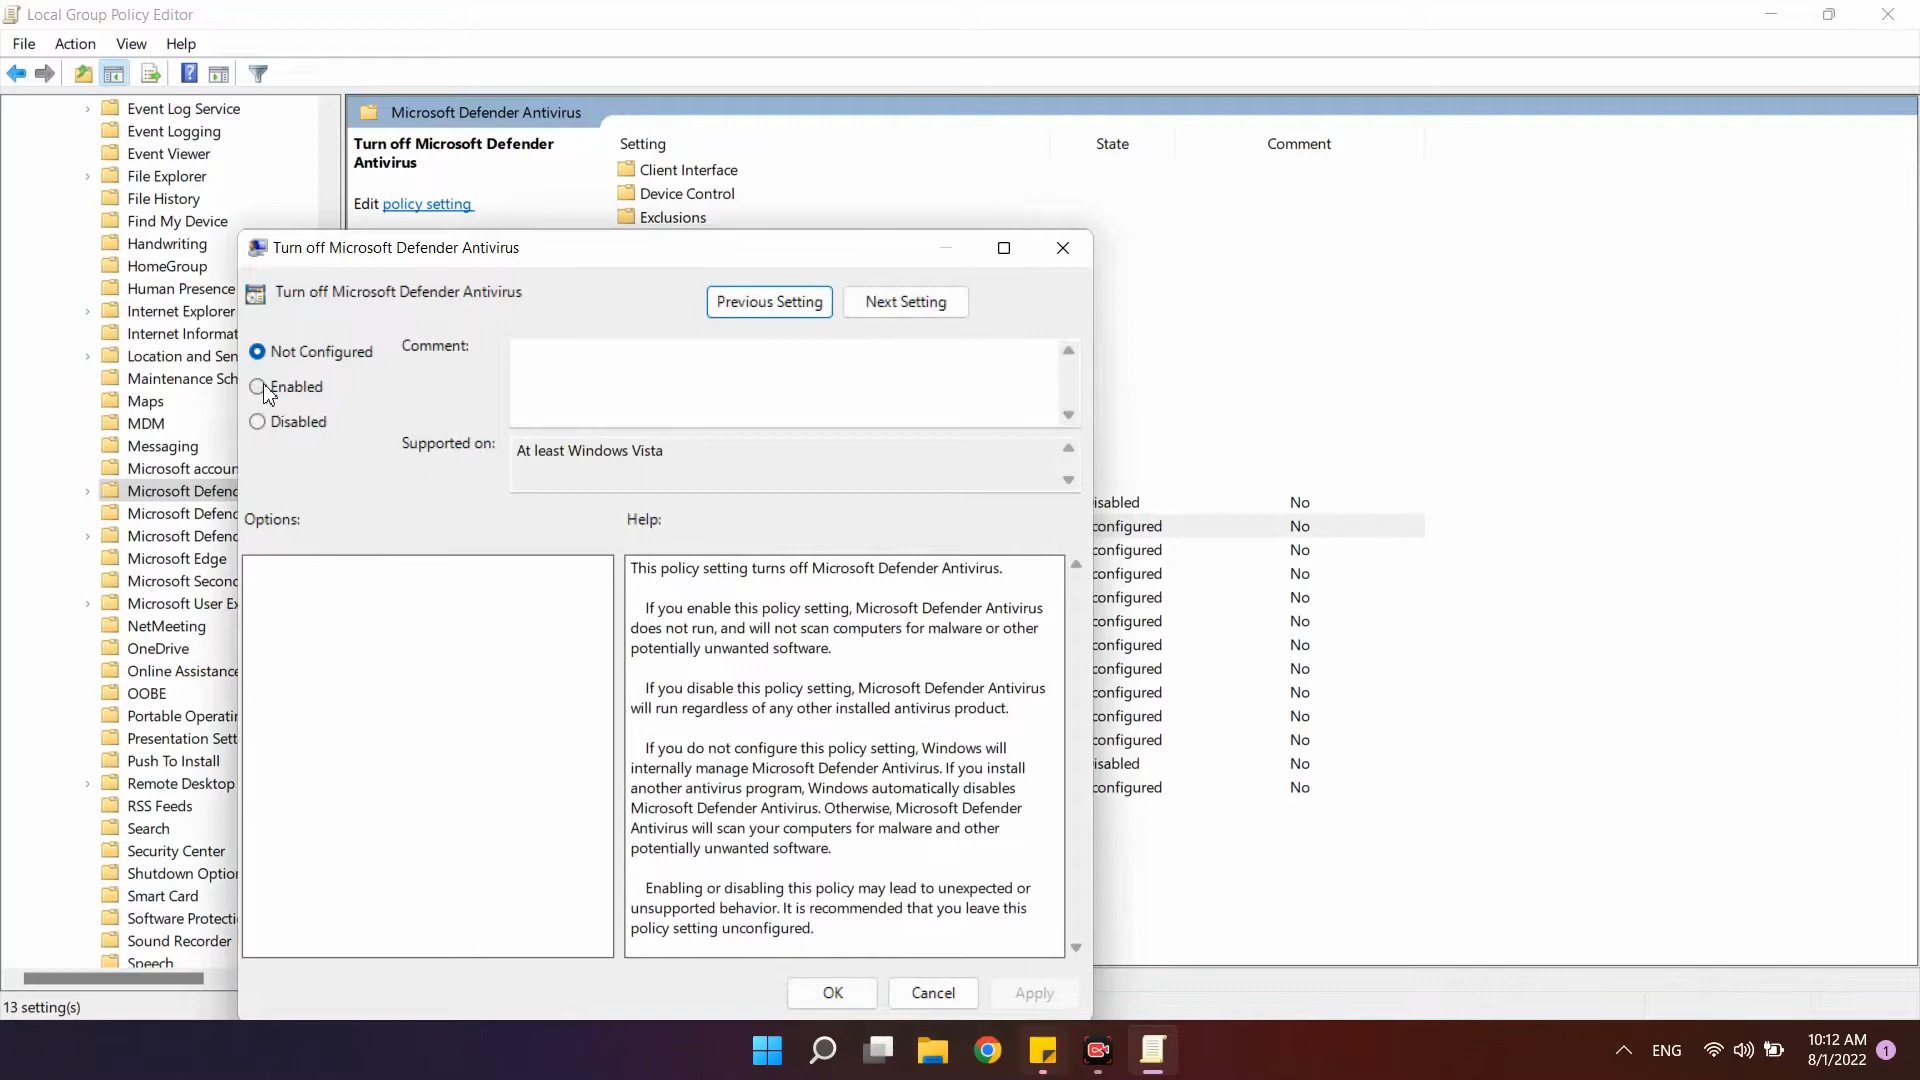 Local Group Policy Editor
File Action View Help
Event Log Service
Event Logging
Event Viewer
File Explorer
File History
Find My Device
Handwriting
HomeGroup
Human Presence
Internet Explorer
Internet Informat
Location and Sen
Maintenance Sch
Maps
MDM
Messaging
Microsoft accoun
Microsoft Defend
Microsoft Defend
Microsoft Defend
Microsoft Edge
Microsoft Second
Microsoft User Ex
NetMeeting
OneDrive
Online Assistance
OOBE
Portable Operatin
Presentation Sett
Push To Install
Remote Desktop
RSS Feeds
Search
Security Center
Shutdown Option
Smart Card
Software Protecti
Sound Recorder
Speech
13 setting(s)
Microsoft Defender Antivirus
Turn off Microsoft Defender
Antivirus
Edit policy setting
Setting State Comment
Client Interface
Device Control
Exclusions
Turn off Microsoft Defender Antivirus
Turn off Microsoft Defender Antivirus
Previous Setting Next Setting
Not Configured
Enabled
Disabled
Comment:
Supported on:
At least Windows Vista
Options:
Help:
This policy setting turns off Microsoft Defender Antivirus.
If you enable this policy setting, Microsoft Defender Antivirus
does not run, and will not scan computers for malware or other
potentially unwanted software.
If you disable this policy setting, Microsoft Defender Antivirus
will run regardless of any other installed antivirus product.
If you do not configure this policy setting, Windows will
internally manage Microsoft Defender Antivirus. If you install
another antivirus program, Windows automatically disables
Microsoft Defender Antivirus. Otherwise, Microsoft Defender
Antivirus will scan your computers for malware and other
potentially unwanted software.
Enabling or disabling this policy may lead to unexpected or
unsupported behavior. It is recommended that you leave this
policy setting unconfigured.
OK Cancel Apply
isabled No
configured No
configured No
configured No
configured No
configured No
configured No
configured No
configured No
configured No
configured No
isabled No
configured No
ENG
10:12 AM
8/1/2022
1